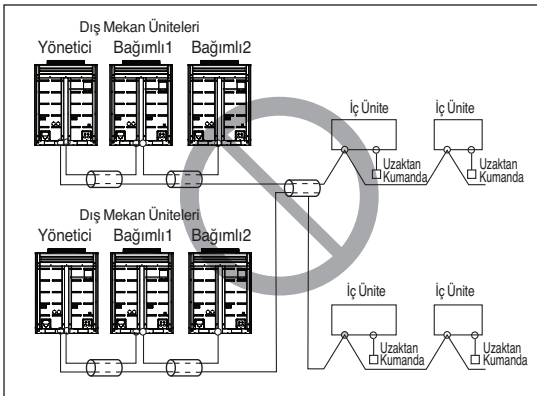 Dış Mekan Üniteleri
Yönetici Bağımlı1 Bağımlı2
İç Ünite İç Ünite
Uzaktan Kumanda
Uzaktan Kumanda
Dış Mekan Üniteleri
Yönetici Bağımlı1 Bağımlı2
İç Ünite İç Ünite
Uzaktan Kumanda
Uzaktan Kumanda